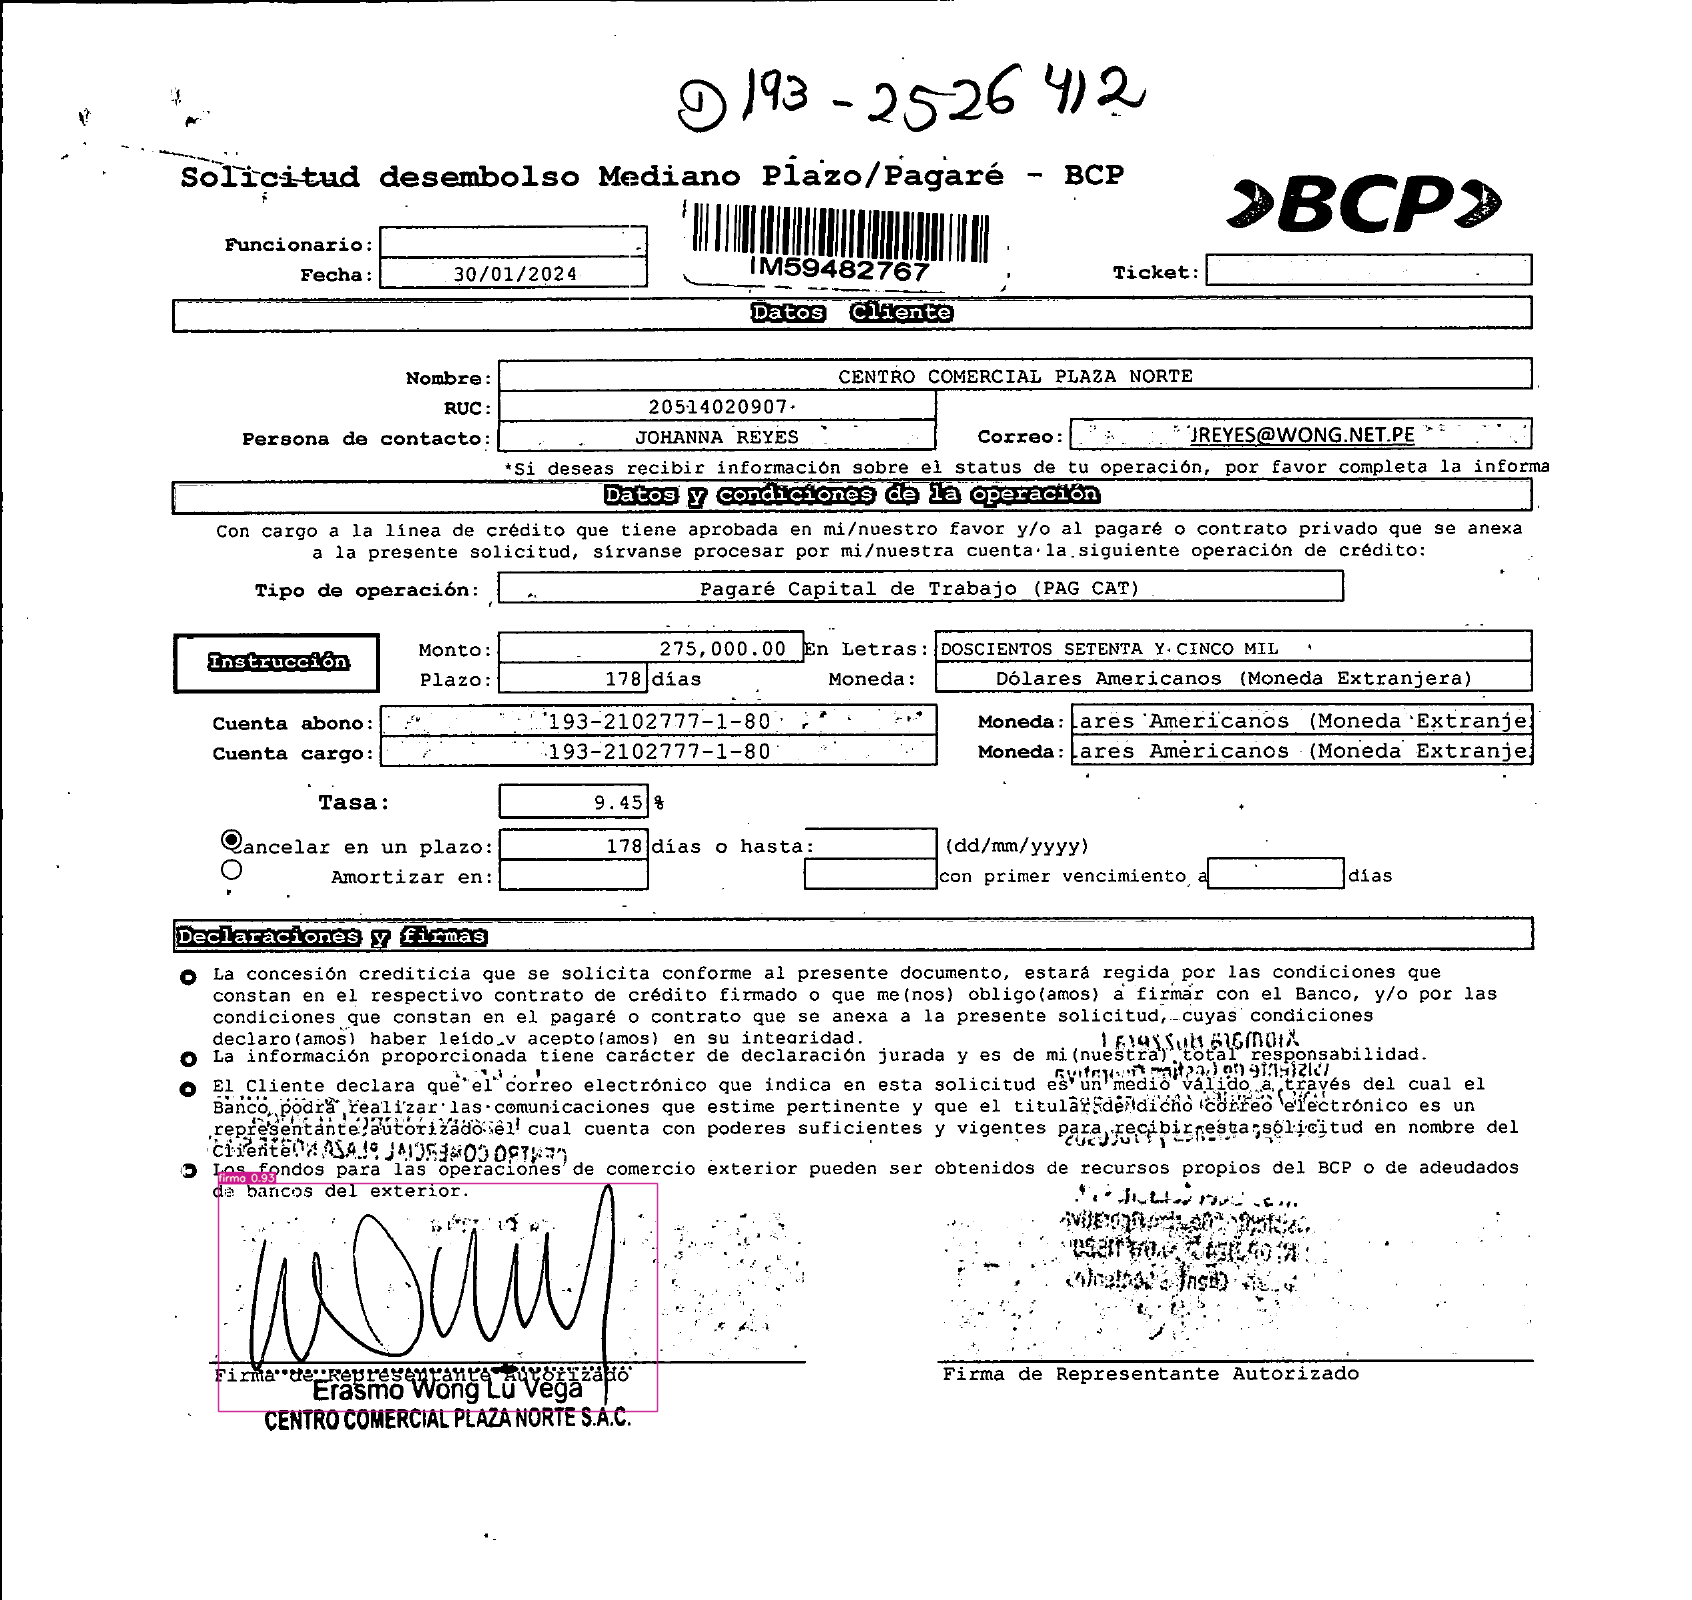 ① 193-2526412
Solicitud desembolso Mediano Plazo/Pagaré - BCP
BCP
Funcionario:
Fecha: 30/01/2024
IM59482767
Ticket:
Datos Cliente
Nombre: CENTRO COMERCIAL PLAZA NORTE
RUC: 20514020907
Persona de contacto: JOHANNA REYES Correo: JREYES@WONG.NET.PE
*Si deseas recibir información sobre el status de tu operación, por favor completa la informa
Datos y condiciones de la operación
Con cargo a la línea de crédito que tiene aprobada en mi/nuestro favor y/o al pagaré o contrato privado que se anexa
a la presente solicitud, sírvanse procesar por mi/nuestra cuenta la siguiente operación de crédito:
Tipo de operación: Pagaré Capital de Trabajo (PAG CAT)
Instrucción
Monto: 275,000.00 En Letras: DOSCIENTOS SETENTA Y CINCO MIL
Plazo: 178 días Moneda: Dólares Americanos (Moneda Extranjera)
Cuenta abono: 193-2102777-1-80 Moneda: lares Americanos (Moneda Extranje
Cuenta cargo: 193-2102777-1-80 Moneda: lares Americanos (Moneda Extranje
Tasa: 9.45 %
Cancelar en un plazo: 178 días o hasta: (dd/mm/yyyy)
Amortizar en: con primer vencimiento a días
Declaraciones y firmas
La concesión crediticia que se solicita conforme al presente documento, estará regida por las condiciones que
constan en el respectivo contrato de crédito firmado o que me(nos) obligo(amos) a firmar con el Banco, y/o por las
condiciones que constan en el pagaré o contrato que se anexa a la presente solicitud, cuyas condiciones
declaro(amos) haber leído y acepto(amos) en su integridad.
La información proporcionada tiene carácter de declaración jurada y es de mi(nuestra) total responsabilidad.
El Cliente declara que el correo electrónico que indica en esta solicitud es un medio válido a través del cual el
Banco podrá realizar las comunicaciones que estime pertinente y que el titular de dicho correo electrónico es un
representante autorizado el cual cuenta con poderes suficientes y vigentes para recibir esta solicitud en nombre del
Cliente
Los fondos para las operaciones de comercio exterior pueden ser obtenidos de recursos propios del BCP o de adeudados
de bancos del exterior.
firma 0.93
Firma de Representante Autorizado
Erasmo Wong Lu Vega
CENTRO COMERCIAL PLAZA NORTE S.A.C.
Firma de Representante Autorizado